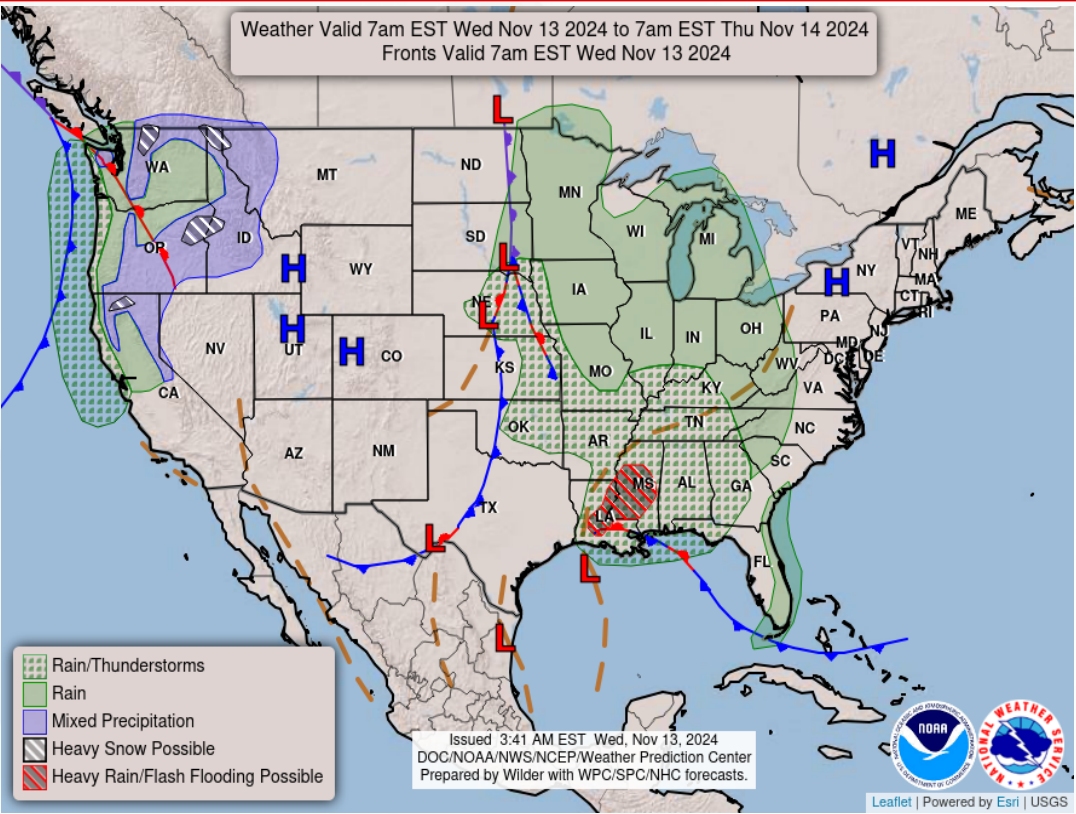 Weather Valid 7am EST Wed Nov 13 2024 to 7am EST Thu Nov 14 2024
Fronts Valid 7am EST Wed Nov 13 2024
L
H
WA
MT
ND
MN
ME
OR
ID
SD
WI
MI
VT
NH
H
WY
L
NY
MA
H
IA
CT
RI
NE
L
PA
H
UT
H
CO
NV
IL
IN
OH
NJ
MD
DE
DC
WV
KS
MO
KY
VA
CA
OK
TN
NC
AZ
NM
AR
SC
TX
MS
AL
GA
LA
L
L
FL
L
Rain/Thunderstorms
Rain
Mixed Precipitation
Heavy Snow Possible
Heavy Rain/Flash Flooding Possible
Issued 3:41 AM EST Wed, Nov 13, 2024
DOC/NOAA/NWS/NCEP/Weather Prediction Center
Prepared by Wilder with WPC/SPC/NHC forecasts.
NOAA
NATIONAL WEATHER SERVICE
Leaflet | Powered by Esri | USGS